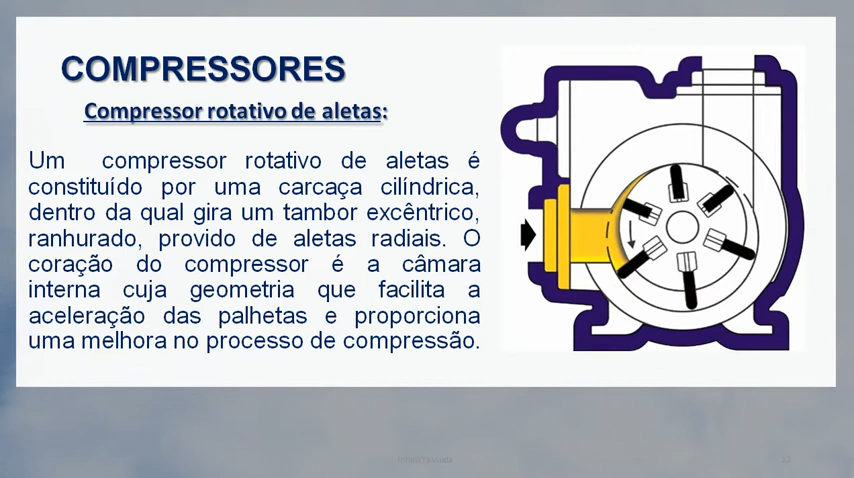 COMPRESSORES
Compressor rotativo de aletas:
Um compressor rotativo de aletas é
constituído por uma carcaça cilíndrica,
dentro da qual gira um tambor excêntrico,
ranhurado, provido de aletas radiais. O
coração do compressor é a câmara
interna cuja geometria que facilita a
aceleração das palhetas e proporciona
uma melhora no processo de compressão.